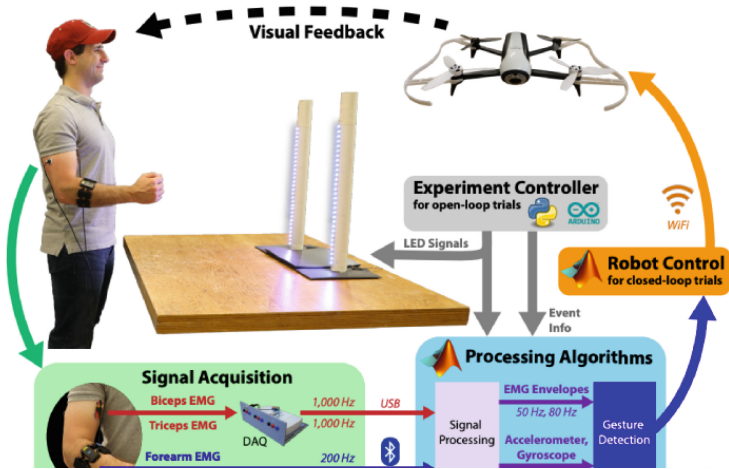 Visual Feedback
Experiment Controller
for open-loop trials
ARDUINO
WiFi
LED Signals
Robot Control
for closed-loop trials
Event
Info
Processing Algorithms
Signal Acquisition
Biceps EMG
1,000 Hz
USB
EMG Envelopes
Triceps EMG
1,000 Hz
50 Hz, 80 Hz
DAQ
Signal
Processing
Gesture
Detection
Accelerometer,
Gyroscope
Forearm EMG
200 Hz